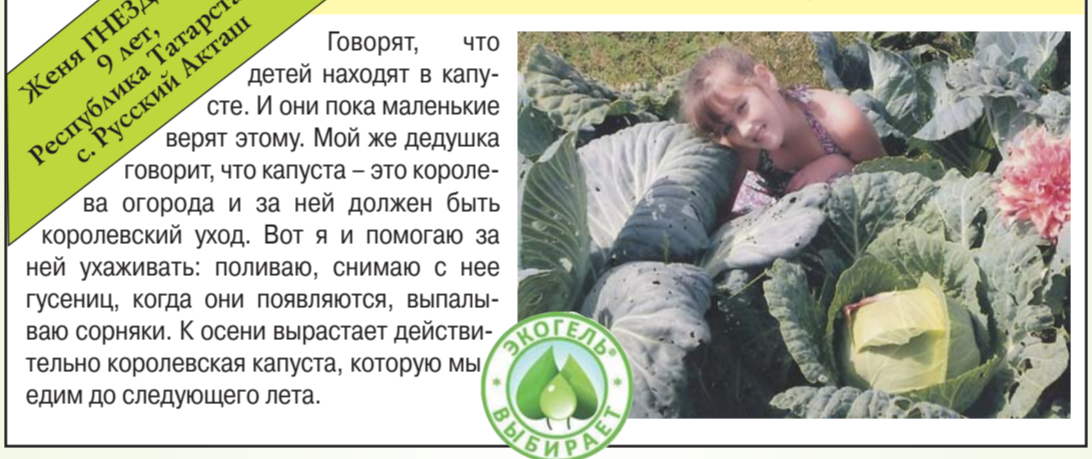 Женя
9 лет,
Республика
с. Русский Акташ
Говорят, что
детей находят в капу-
сте. И они пока маленькие
верят этому. Мой же дедушка
говорит, что капуста – это короле-
ва огорода и за ней должен быть
королевский уход. Вот я и помогаю за
ней ухаживать: поливаю, снимаю с нее
гусениц, когда они появляются, выпалы-
ваю сорняки. К осени вырастает действи-
тельно королевская капуста, которую мы
едим до следующего лета.
ЭКОГЕЛЬ®
ВЫБИРАЕТ